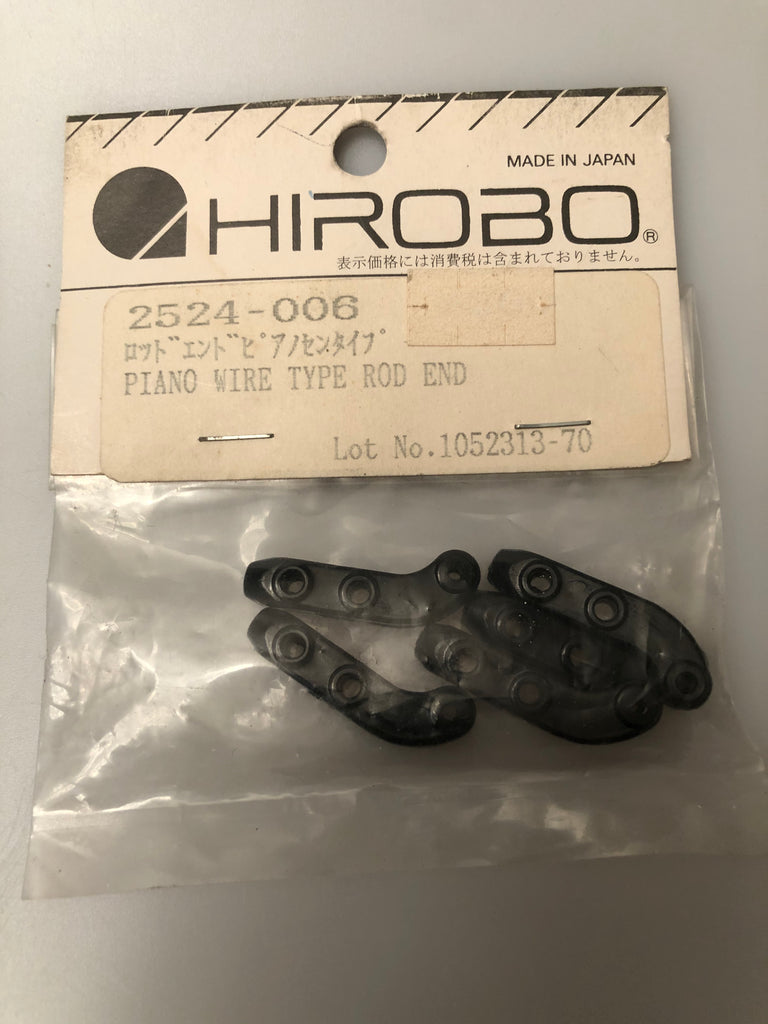 MADE IN JAPAN
HIROBO®
表示価格には消費税は含まれておりません。
2524-006
ロッドﾞエンドﾞピﾟアノセンタイプﾟ
PIANO WIRE TYPE ROD END
Lot No.1052313-70